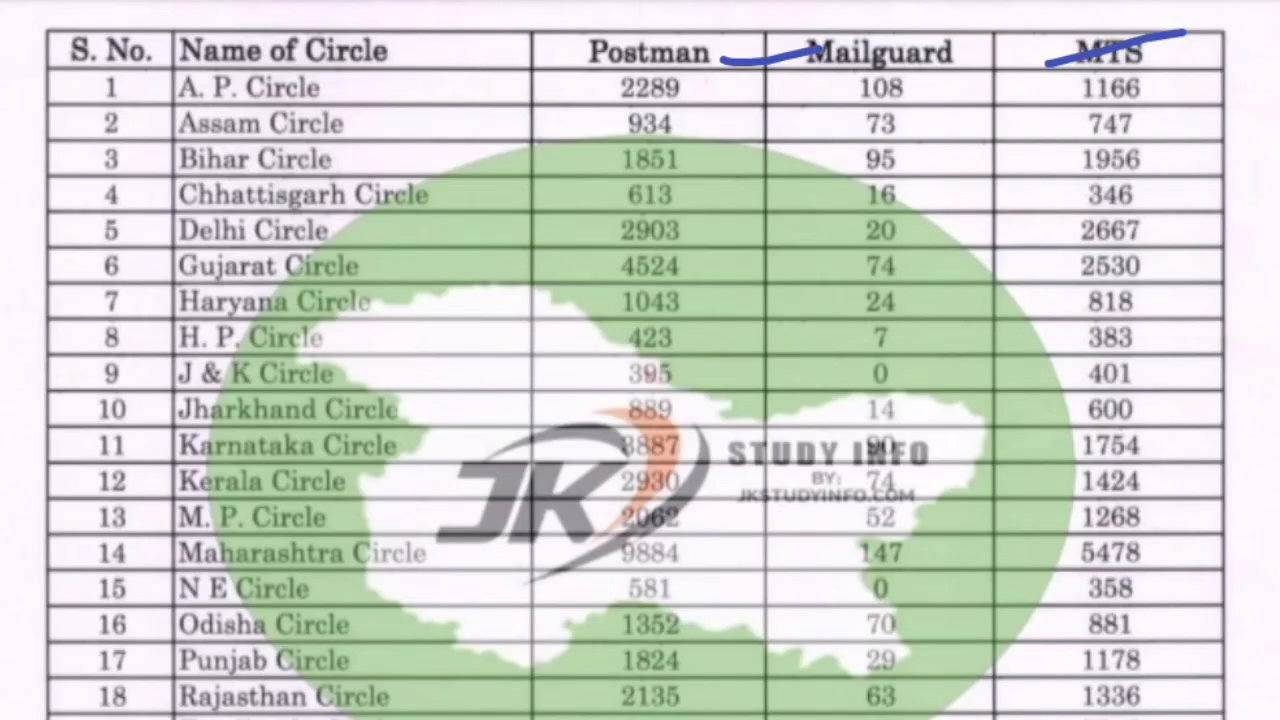 S. No. Name of Circle Postman Mailguard MTS
1 A. P. Circle 2289 108 1166
2 Assam Circle 934 73 747
3 Bihar Circle 1851 95 1956
4 Chhattisgarh Circle 613 16 346
5 Delhi Circle 2903 20 2667
6 Gujarat Circle 4524 74 2530
7 Haryana Circle 1043 24 818
8 H. P. Circle 423 7 383
9 J & K Circle 395 0 401
10 Jharkhand Circle 889 14 600
11 Karnataka Circle 3887 90 1754
STUDY INFO
12 Kerala Circle 2930 74 1424
BY:
JKSTUDYINFO.COM
JK
13 M. P. Circle 2062 52 1268
14 Maharashtra Circle 9884 147 5478
15 N E Circle 581 0 358
16 Odisha Circle 1352 70 881
17 Punjab Circle 1824 29 1178
18 Rajasthan Circle 2135 63 1336